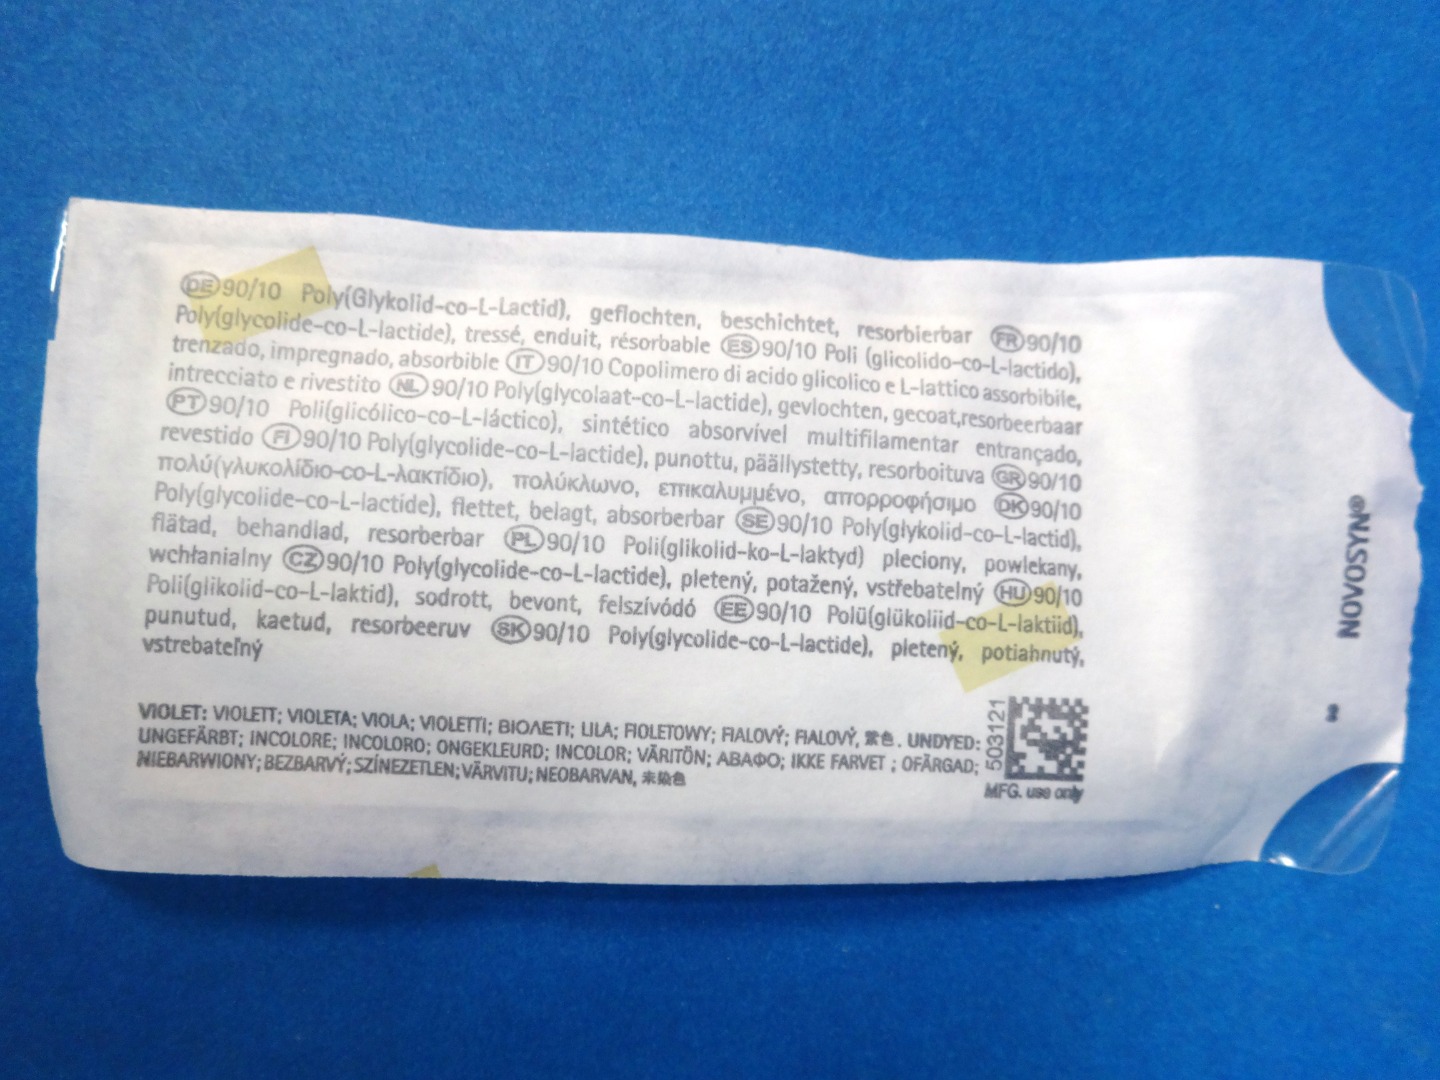 DE 90/10 Poly(Glykolid-co-L-Lactid), geflochten, beschichtet, resorbierbar FR 90/10
Poly(glycolide-co-L-lactide), tressé, enduit, résorbable ES 90/10 Poli (glicolido-co-L-lactido),
trenzado, impregnado, absorbible IT 90/10 Copolimero di acido glicolico e L-lattico assorbibile,
intrecciato e rivestito NL 90/10 Poly(glycolaat-co-L-lactide), gevlochten, gecoat,resorbeerbaar
PT 90/10 Poli(glicólico-co-L-láctico), sintético absorvível multifilamentar entrançado,
revestido FI 90/10 Poly(glycolide-co-L-lactide), punottu, päällystetty, resorboituva GR 90/10
πολύ(γλυκολίδιο-co-L-λακτίδιο), πολύκλωνο, επικαλυμμένο, απορροφήσιμο DK 90/10
Poly(glycolide-co-L-lactide), flettet, belagt, absorberbar SE 90/10 Poly(glykolid-co-L-lactid),
flätad, behandlad, resorberbar PL 90/10 Poli(glikolid-ko-L-laktyd) pleciony, powlekany,
wchłanialny CZ 90/10 Poly(glycolide-co-L-lactide), pletený, potažený, vstřebatelný HU 90/10
Poli(glikolid-co-L-laktid), sodrott, bevont, felszívódó EE 90/10 Polü(glükoliid-co-L-laktiid),
punutud, kaetud, resorbeeruv SK 90/10 Poly(glycolide-co-L-lactide), pletený, potiahnutý,
vstrebateľný
VIOLET: VIOLETT; VIOLETA; VIOLA; VIOLETTI; ΒΙΟΛΕΤΙ; LILA; FIOLETOWY; FIALOVÝ; FIALOVÝ, 紫色 . UNDYED:
UNGEFÄRBT; INCOLORE; INCOLORO; ONGEKLEURD; INCOLOR; VÄRITÖN; ΑΒΑΦΟ; IKKE FARVET ; OFÄRGAD;
NIEBARWIONY; BEZBARVÝ; SZÍNEZETLEN; VÄRVITU; NEOBARVAN, 未染色
503121
MFG. use only
NOVOSYN®